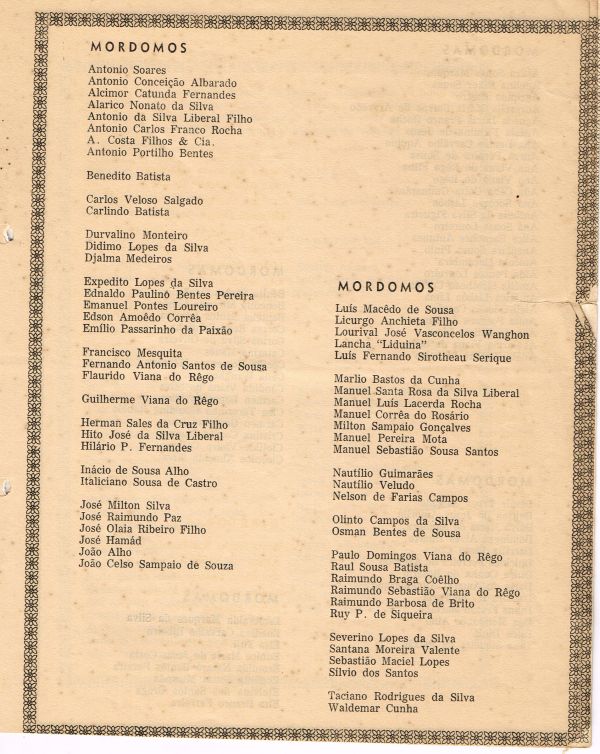 MORDOMOS
Antonio Soares
Antonio Conceição Albarado
Alcimor Catunda Fernandes
Alarico Nonato da Silva
Antonio da Silva Liberal Filho
Antonio Carlos Franco Rocha
A. Costa Filhos & Cia.
Antonio Portilho Bentes
Benedito Batista
Carlos Veloso Salgado
Carlindo Batista
Durvalino Monteiro
Didimo Lopes da Silva
Djalma Medeiros
Expedito Lopes da Silva
Ednaldo Paulino Bentes Pereira
Emanuel Pontes Loureiro
Edson Amoêdo Corrêa
Emílio Passarinho da Paixão
Francisco Mesquita
Fernando Antonio Santos de Sousa
Flaurido Viana do Rêgo
Guilherme Viana do Rêgo
Herman Sales da Cruz Filho
Hito José da Silva Liberal
Hilário P. Fernandes
Inácio de Sousa Alho
Italiciano Sousa de Castro
José Milton Silva
José Raimundo Paz
José Olaia Ribeiro Filho
José Hamád
João Alho
João Celso Sampaio de Souza
MORDOMOS
Luís Macêdo de Sousa
Licurgo Anchieta Filho
Lourival José Vasconcelos Wanghon
Lancha "Liduina"
Luís Fernando Sirotheau Serique
Marlio Bastos da Cunha
Manuel Santa Rosa da Silva Liberal
Manuel Luís Lacerda Rocha
Manuel Corrêa do Rosário
Milton Sampaio Gonçalves
Manuel Pereira Mota
Manuel Sebastião Sousa Santos
Nautílio Guimarães
Nautílio Veludo
Nelson de Farias Campos
Olinto Campos da Silva
Osman Bentes de Sousa
Paulo Domingos Viana do Rêgo
Raul Sousa Batista
Raimundo Braga Coêlho
Raimundo Sebastião Viana do Rêgo
Raimundo Barbosa de Brito
Ruy P. de Siqueira
Severino Lopes da Silva
Santana Moreira Valente
Sebastião Maciel Lopes
Sílvio dos Santos
Taciano Rodrigues da Silva
Waldemar Cunha